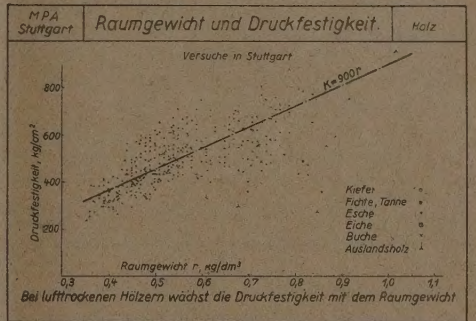 MPA
Stuttgart
Raumgewicht und Druckfestigkeit.
Holz
Versuche in Stuttgart
K=900r
800
600
400
200
Druckfestigkeit, kg/cm²
Kiefer
Fichte, Tanne
Esche
Eiche
Buche
Auslandsholz
Raumgewicht r, kg/dm³
0,3 0,4 0,5 0,6 0,7 0,8 0,9 1,0 1,1
Bei lufttrockenen Hölzern wächst die Druckfestigkeit mit dem Raumgewicht